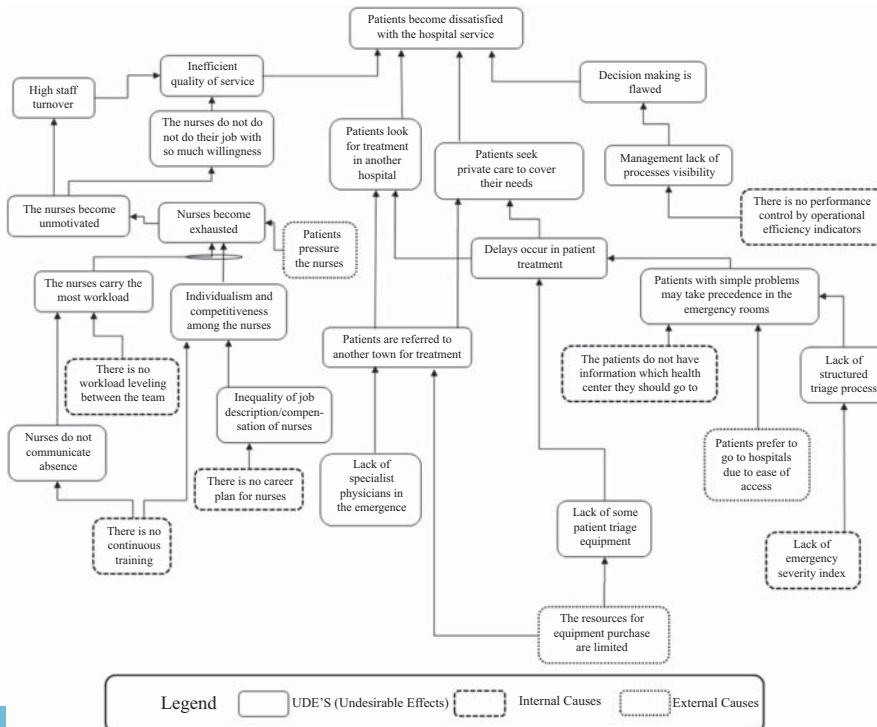 Patients become dissatisfied
with the hospital service
Inefficient
quality of service
Decision making is
flawed
High staff
turnover
The nurses do not do
not do their job with
so much willingness
Patients look
for treatment
in another
hospital
Patients seek
private care to cover
their needs
Management lack of
processes visibility
The nurses become
unmotivated
Nurses become
exhausted
Patients
pressure
the nurses
There is no performance
control by operational
efficiency indicators
Delays occur in patient
treatment
The nurses carry the
most workload
Individualism and
competitiveness
among the nurses
Patients with simple problems
may take precedence in the
emergency rooms
Patients are referred to
another town for treatment
There is no
workload leveling
between the team
The patients do not have
information which health
center they should go to
Lack of
structured
triage process
Inequality of job
description/compen-
sation of nurses
Nurses do not
communicate
absence
Patients prefer to
go to hospitals
due to ease of
access
There is no career
plan for nurses
Lack of
specialist
physicians in
the emergence
There is no
continuous
training
Lack of some
patient triage
equipment
Lack of
emergency
severity index
The resources for
equipment purchase
are limited
Legend
UDE'S (Undesirable Effects)
Internal Causes
External Causes